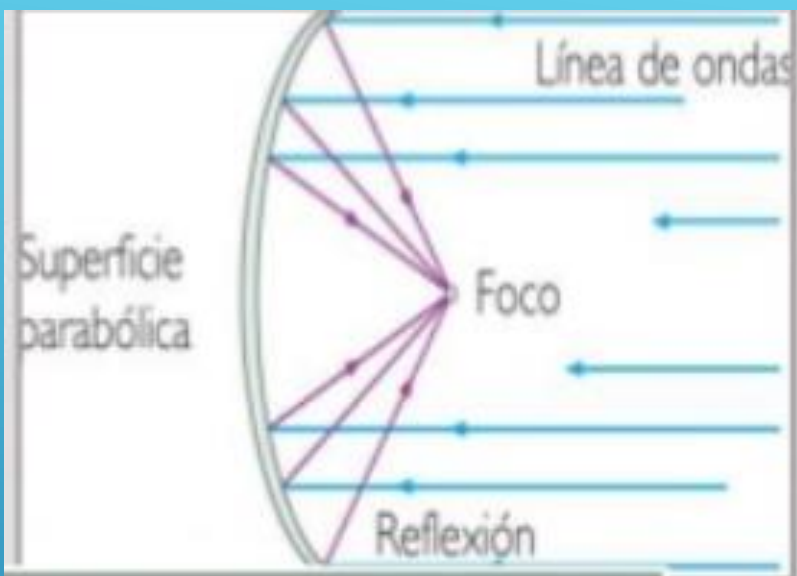 Línea de ondas
Superficie
parabólica
Foco
Reflexión